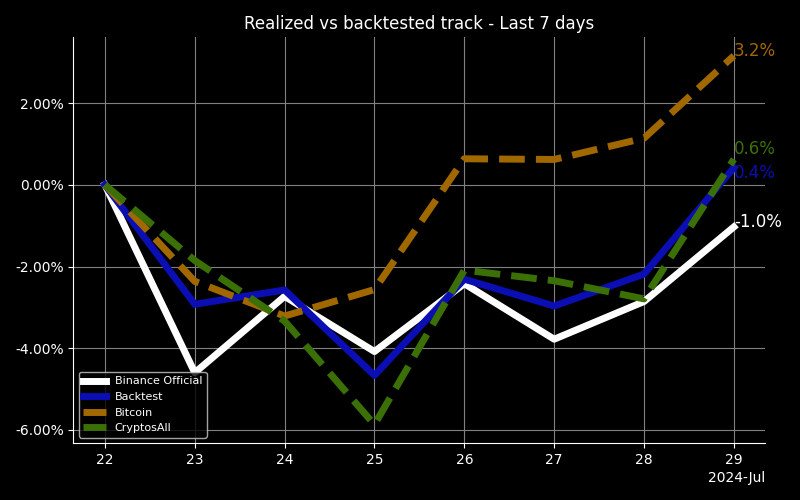 Realized vs backtested track - Last 7 days
3.2%
2.00%
0.6%
0.4%
0.00%
-1.0%
-2.00%
-4.00%
-6.00%
Binance Official
Backtest
Bitcoin
CryptosAll
22 23 24 25 26 27 28 29
2024-Jul